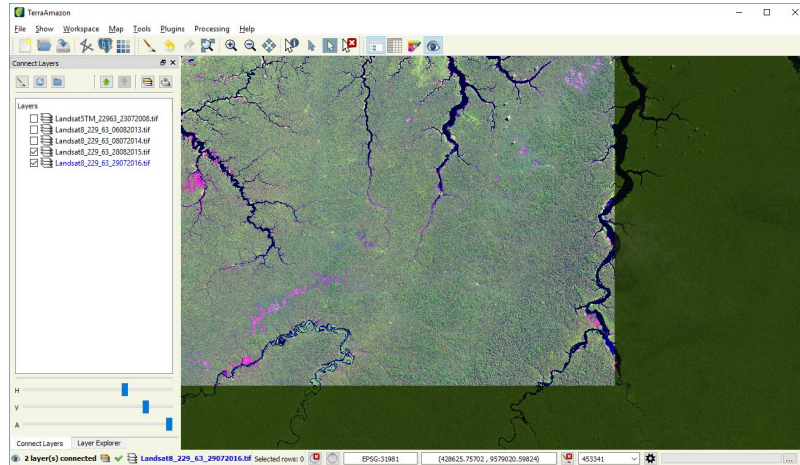 TerraAmazon
File Show Workspace Map Tools Plugins Processing Help
Connect Layers
Layers
Landsat5TM_22963_23072008.tif
Landsat8_229_63_06082013.tif
Landsat8_229_63_08072014.tif
Landsat8_229_63_28082015.tif
Landsat8_229_63_29072016.tif
H
V
A
Connect Layers Layer Explorer
2 layer(s) connected Landsat8_229_63_29072016.tif Selected rows: 0 EPSG:31981 (428625.75702 , 9579020.59824) 453341 ...